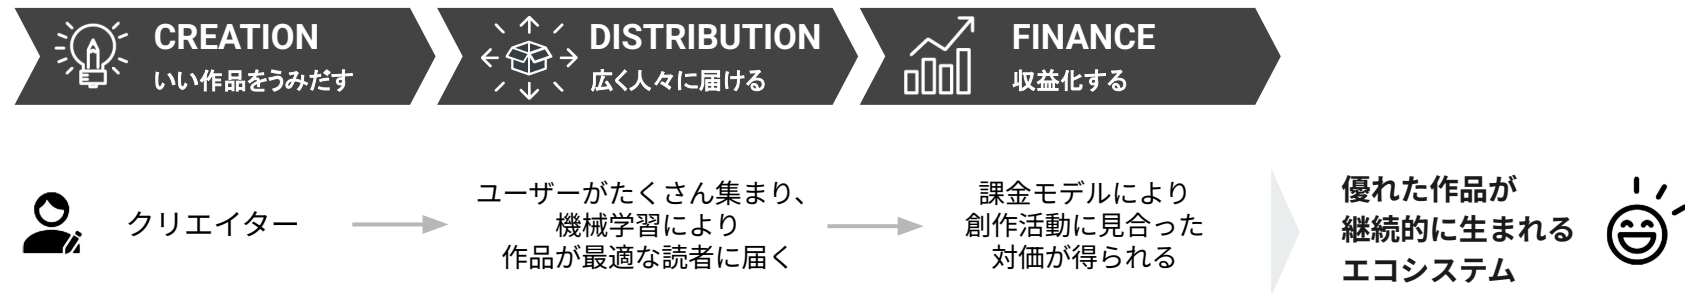 CREATION
いい作品をうみだす
DISTRIBUTION
広く人々に届ける
FINANCE
収益化する
クリエイター
ユーザーがたくさん集まり、
機械学習により
作品が最適な読者に届く
課金モデルにより
創作活動に見合った
対価が得られる
優れた作品が
継続的に生まれる
エコシステム